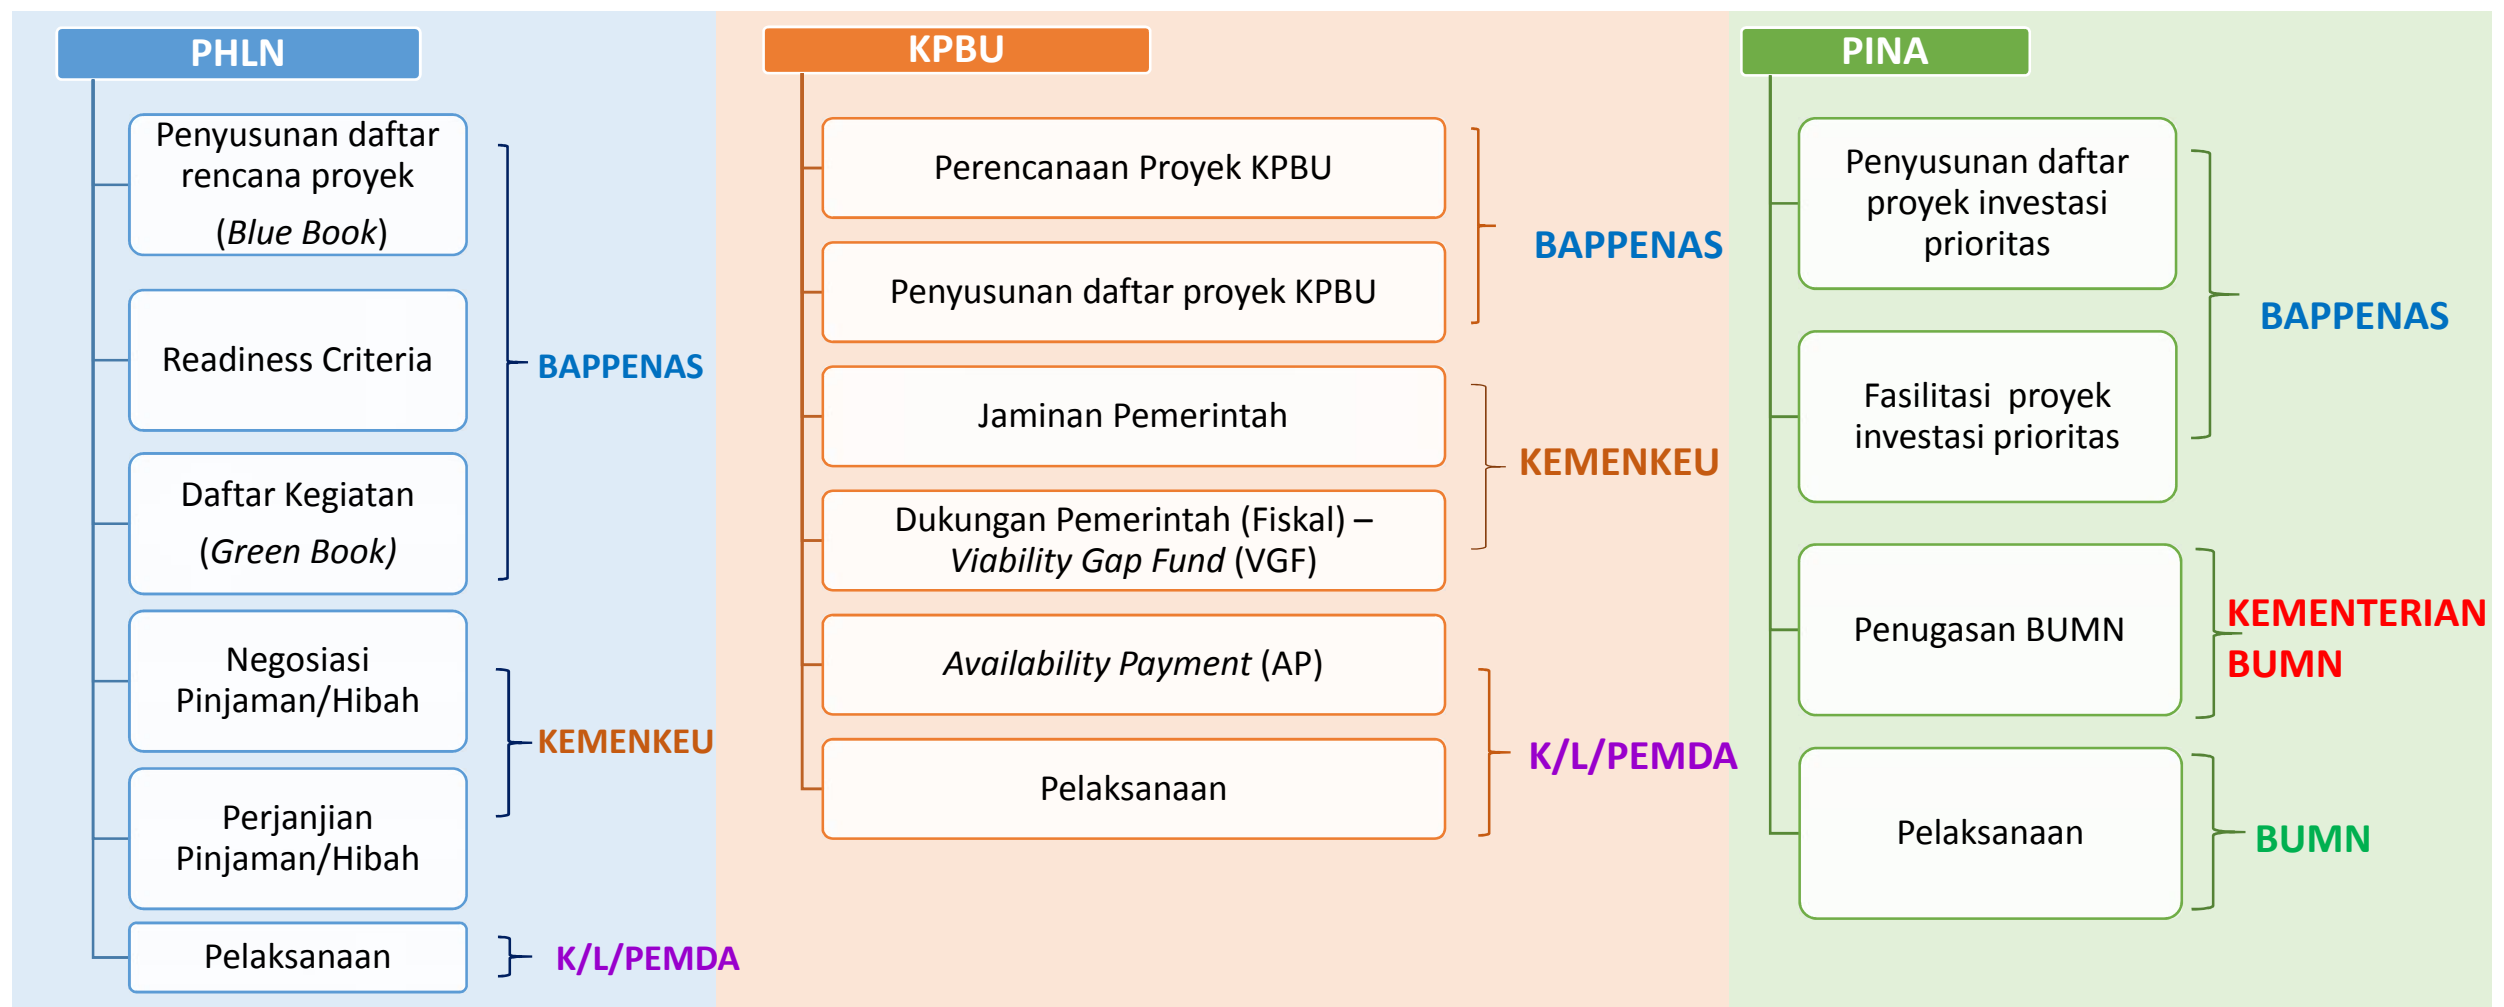 PHLN
Penyusunan daftar
rencana proyek
(Blue Book)
Readiness Criteria
Daftar Kegiatan
(Green Book)
BAPPENAS
Negosiasi
Pinjaman/Hibah
Perjanjian
Pinjaman/Hibah
KEMENKEU
Pelaksanaan
K/L/PEMDA
KPBU
Perencanaan Proyek KPBU
Penyusunan daftar proyek KPBU
BAPPENAS
Jaminan Pemerintah
Dukungan Pemerintah (Fiskal) –
Viability Gap Fund (VGF)
KEMENKEU
Availability Payment (AP)
Pelaksanaan
K/L/PEMDA
PINA
Penyusunan daftar
proyek investasi
prioritas
Fasilitasi  proyek
investasi prioritas
BAPPENAS
Penugasan BUMN
KEMENTERIAN
BUMN
Pelaksanaan
BUMN